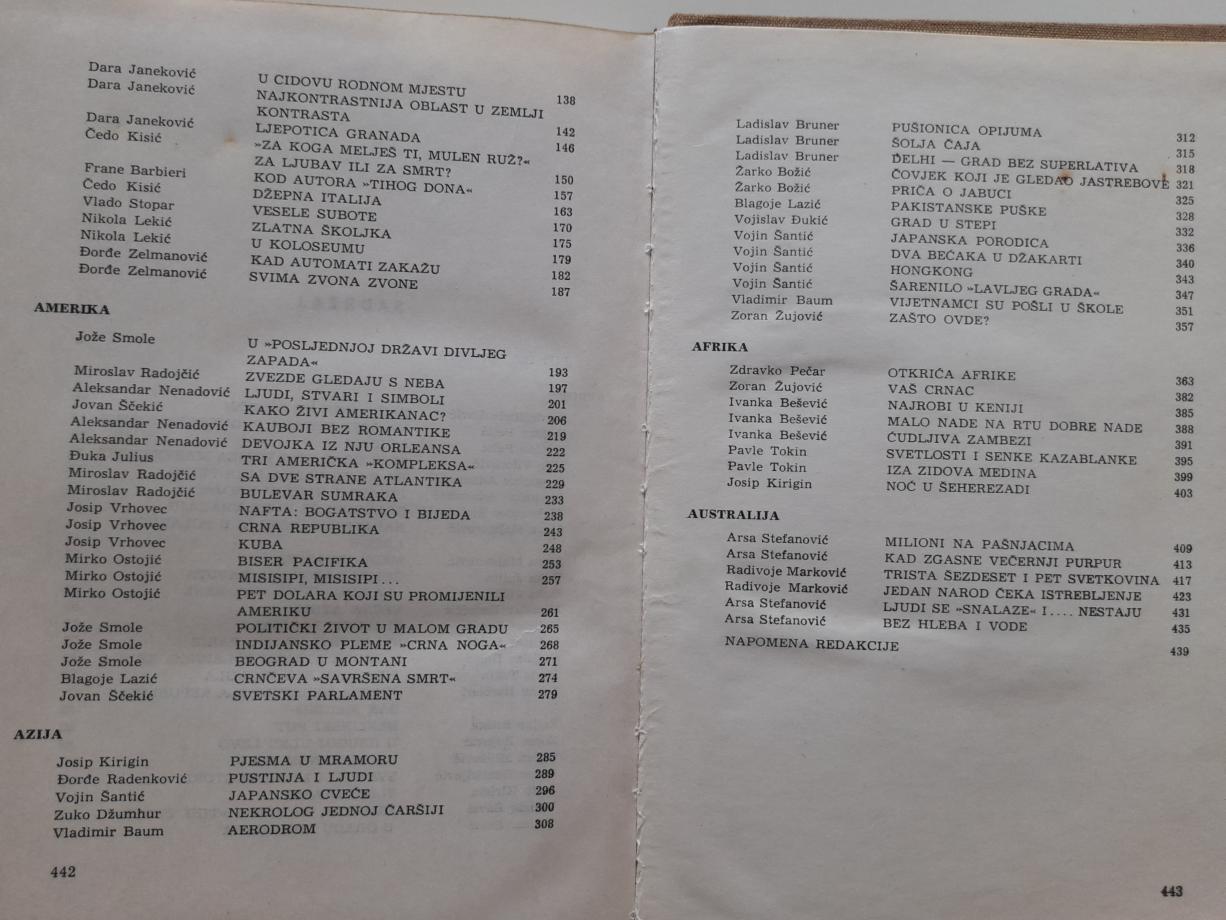 Dara Janeković U CIDOVU RODNOM MJESTU 138
Dara Janeković NAJKONTRASTNIJA OBLAST U ZEMLJI
KONTRASTA 142
Dara Janeković LJEPOTICA GRANADA 146
Čedo Kisić »ZA KOGA MELJEŠ TI, MULEN RUŽ?«
ZA LJUBAV ILI ZA SMRT? 150
Frane Barbieri KOD AUTORA »TIHOG DONA« 157
Čedo Kisić DŽEPNA ITALIJA 163
Vlado Stopar VESELE SUBOTE 170
Nikola Lekić ZLATNA ŠKOLJKA 175
Nikola Lekić U KOLOSEUMU 179
Đorđe Zelmanović KAD AUTOMATI ZAKAŽU 182
Đorđe Zelmanović SVIMA ZVONA ZVONE 187
AMERIKA
Jože Smole U »POSLJEDNJOJ DRŽAVI DIVLJEG
ZAPADA« 193
Miroslav Radojčić ZVEZDE GLEDAJU S NEBA 197
Aleksandar Nenadović LJUDI, STVARI I SIMBOLI 201
Jovan Ščekić KAKO ŽIVI AMERIKANAC? 206
Aleksandar Nenadović KAUBOJI BEZ ROMANTIKE 219
Aleksandar Nenadović DEVOJKA IZ NJU ORLEANSA 222
Đuka Julius TRI AMERIČKA »KOMPLEKSA« 225
Miroslav Radojčić SA DVE STRANE ATLANTIKA 229
Miroslav Radojčić BULEVAR SUMRAKA 233
Josip Vrhovec NAFTA: BOGATSTVO I BIJEDA 238
Josip Vrhovec CRNA REPUBLIKA 243
Josip Vrhovec KUBA 248
Mirko Ostojić BISER PACIFIKA 253
Mirko Ostojić MISISIPI, MISISIPI... 257
Mirko Ostojić PET DOLARA KOJI SU PROMIJENILI
AMERIKU 261
Jože Smole POLITIČKI ŽIVOT U MALOM GRADU 265
Jože Smole INDIJANSKO PLEME »CRNA NOGA« 268
Jože Smole BEOGRAD U MONTANI 271
Blagoje Lazić CRNČEVA »SAVRŠENA SMRT« 274
Jovan Ščekić SVETSKI PARLAMENT 279
AZIJA
Josip Kirigin PJESMA U MRAMORU 285
Đorđe Radenković PUSTINJA I LJUDI 289
Vojin Šantić JAPANSKO CVEĆE 296
Zuko Džumhur NEKROLOG JEDNOJ ČARŠIJI 300
Vladimir Baum AERODROM 308
442
Ladislav Bruner PUŠIONICA OPIJUMA 312
Ladislav Bruner ŠOLJA ČAJA 315
Ladislav Bruner DELHI — GRAD BEZ SUPERLATIVA 318
Žarko Božić ČOVJEK KOJI JE GLEDAO JASTREBOVE 321
Žarko Božić PRIČA O JABUCI 325
Blagoje Lazić PAKISTANSKE PUŠKE 328
Vojislav Đukić GRAD U STEPI 332
Vojin Šantić JAPANSKA PORODICA 336
Vojin Šantić DVA BEČAKA U DŽAKARTI 340
Vojin Šantić HONGKONG 343
Vojin Šantić ŠARENILO »LAVLJEG GRADA« 347
Vladimir Baum VIJETNAMCI SU POŠLI U ŠKOLE 351
Zoran Žujović ZAŠTO OVDE? 357
AFRIKA
Zdravko Pečar OTKRIĆA AFRIKE 363
Zoran Žujović VAŠ CRNAC 382
Ivanka Bešević NAJROBI U KENIJI 385
Ivanka Bešević MALO NADE NA RTU DOBRE NADE 388
Ivanka Bešević ĆUDLJIVA ZAMBEZI 391
Pavle Tokin SVETLOSTI I SENKE KAZABLANKE 395
Pavle Tokin IZA ZIDOVA MEDINA 399
Josip Kirigin NOĆ U ŠEHEREZADI 403
AUSTRALIJA
Arsa Stefanović MILIONI NA PAŠNJACIMA 409
Arsa Stefanović KAD ZGASNE VEČERNJI PURPUR 413
Radivoje Marković TRISTA ŠEZDESET I PET SVETKOVINA 417
Radivoje Marković JEDAN NAROD ČEKA ISTREBLJENJE 423
Arsa Stefanović LJUDI SE »SNALAZE« I.... NESTAJU 431
Arsa Stefanović BEZ HLEBA I VODE 435
NAPOMENA REDAKCIJE 439
443